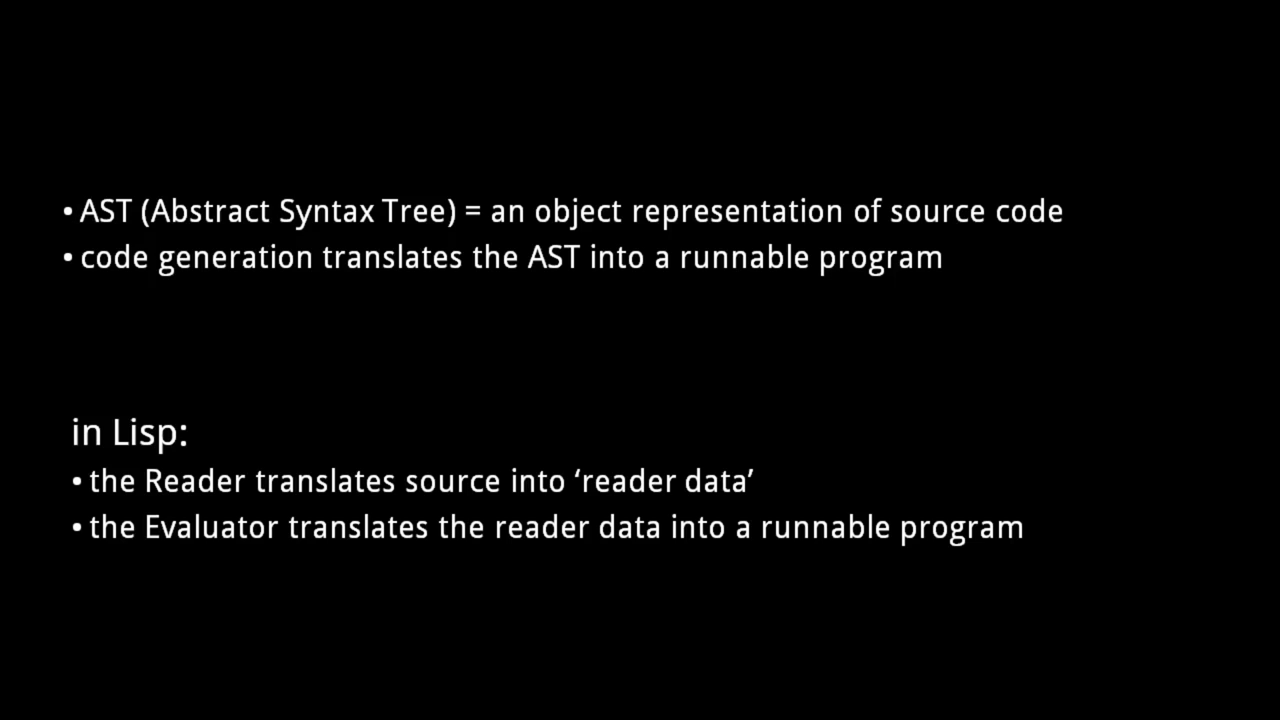 • AST (Abstract Syntax Tree) = an object representation of source code
• code generation translates the AST into a runnable program
in Lisp:
• the Reader translates source into ‘reader data’
• the Evaluator translates the reader data into a runnable program